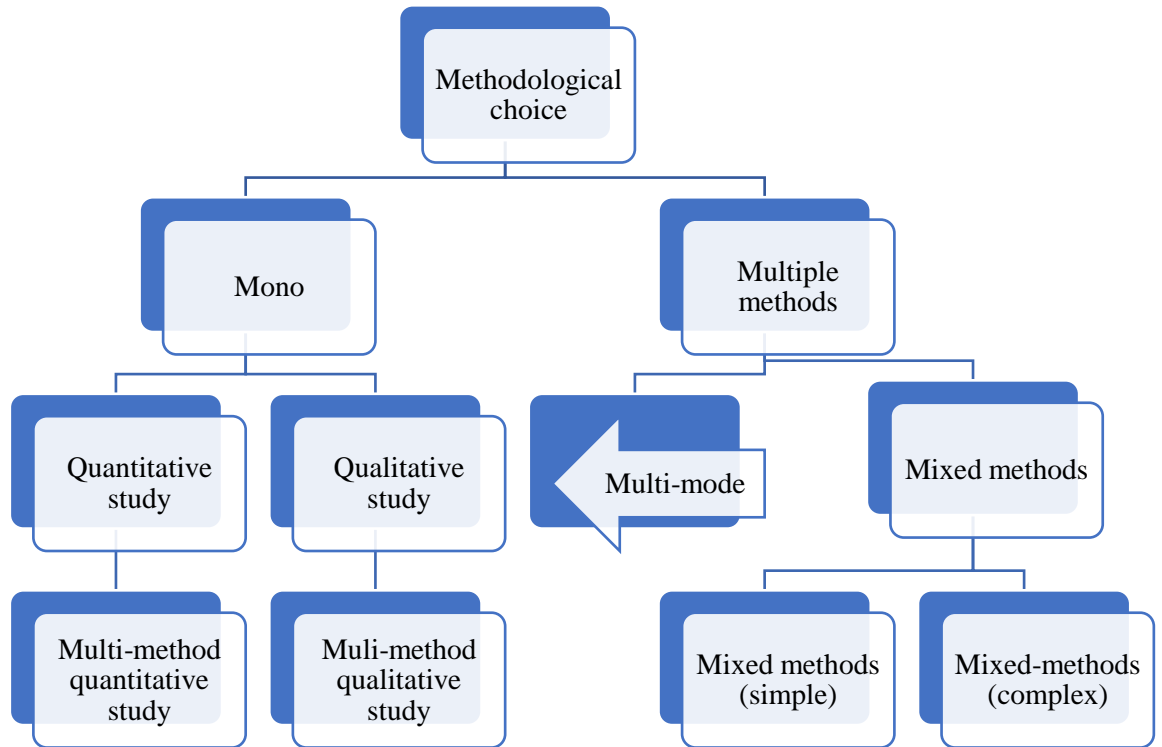 Methodological
choice
Mono
Multiple
methods
Quantitative
study
Qualitative
study
Multi-mode
Mixed methods
Multi-method
quantitative
study
Muli-method
qualitative
study
Mixed methods
(simple)
Mixed-methods
(complex)